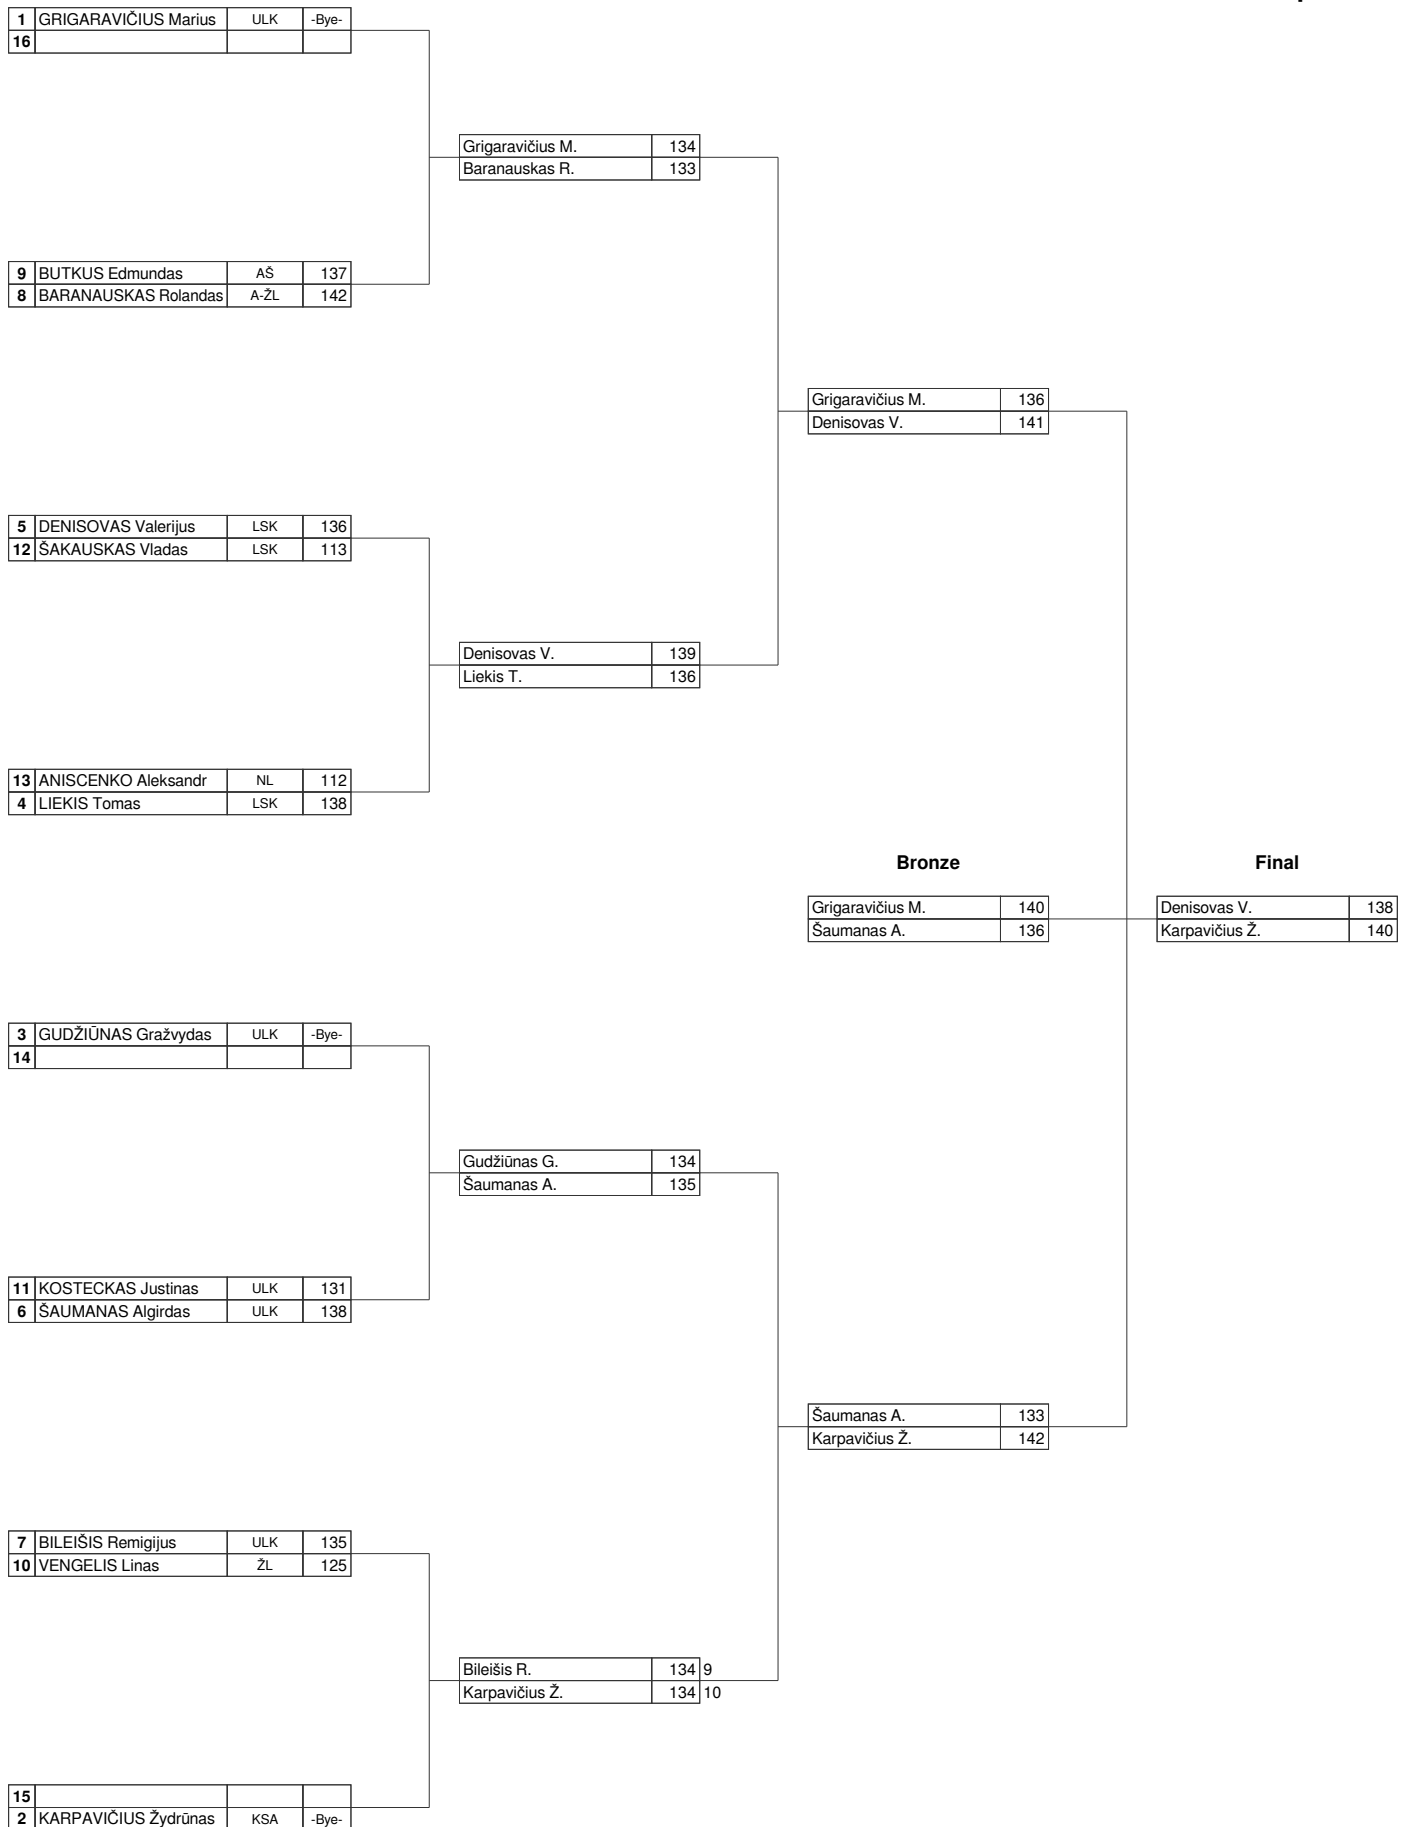 1 GRIGARAVIČIUS Marius ULK -Bye-
16
Grigaravičius M. 134
Baranauskas R. 133
9 BUTKUS Edmundas AŠ 137
8 BARANAUSKAS Rolandas A-ŽL 142
Grigaravičius M. 136
Denisovas V. 141
5 DENISOVAS Valerijus LSK 136
12 ŠAKAUSKAS Vladas LSK 113
Denisovas V. 139
Liekis T. 136
13 ANISCENKO Aleksandr NL 112
4 LIEKIS Tomas LSK 138
Bronze Final
Grigaravičius M. 140 Denisovas V. 138
Šaumanas A. 136 Karpavičius Ž. 140
3 GUDŽIŪNAS Gražvydas ULK -Bye-
14
Gudžiūnas G. 134
Šaumanas A. 135
11 KOSTECKAS Justinas ULK 131
6 ŠAUMANAS Algirdas ULK 138
Šaumanas A. 133
Karpavičius Ž. 142
7 BILEIŠIS Remigijus ULK 135
10 VENGELIS Linas ŽL 125
Bileišis R. 134 9
Karpavičius Ž. 134 10
15
2 KARPAVIČIUS Žydrūnas KSA -Bye-